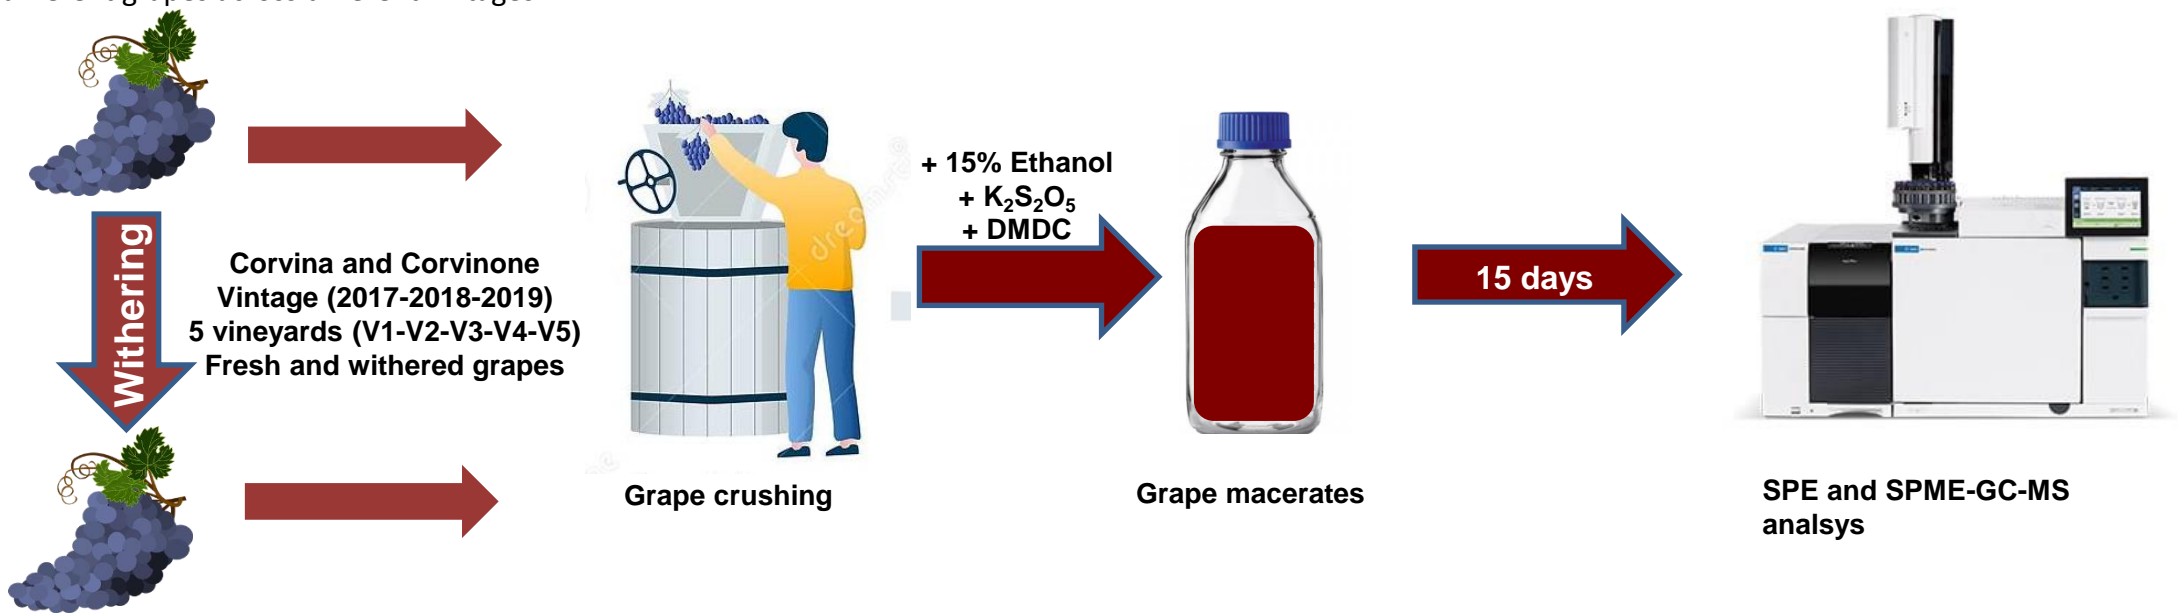 Withering
Corvina and Corvinone
Vintage (2017-2018-2019)
5 vineyards (V1-V2-V3-V4-V5)
Fresh and withered grapes
Grape crushing
+ 15% Ethanol
+ K₂S₂O₅
+ DMDC
Grape macerates
15 days
SPE and SPME-GC-MS
analsys